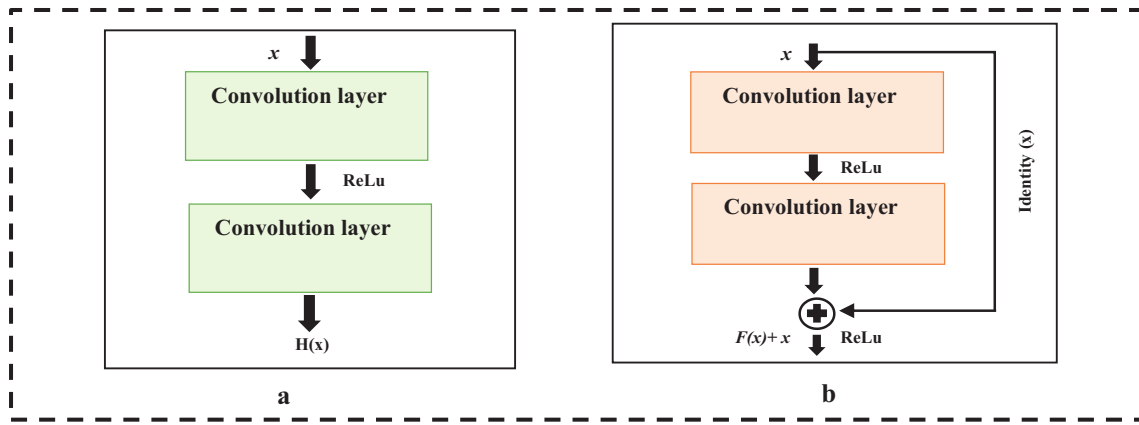 x
Convolution layer
ReLu
Convolution layer
H(x)
a
x
Convolution layer
ReLu
Convolution layer
Identity (x)
F(x)+ x
ReLu
b